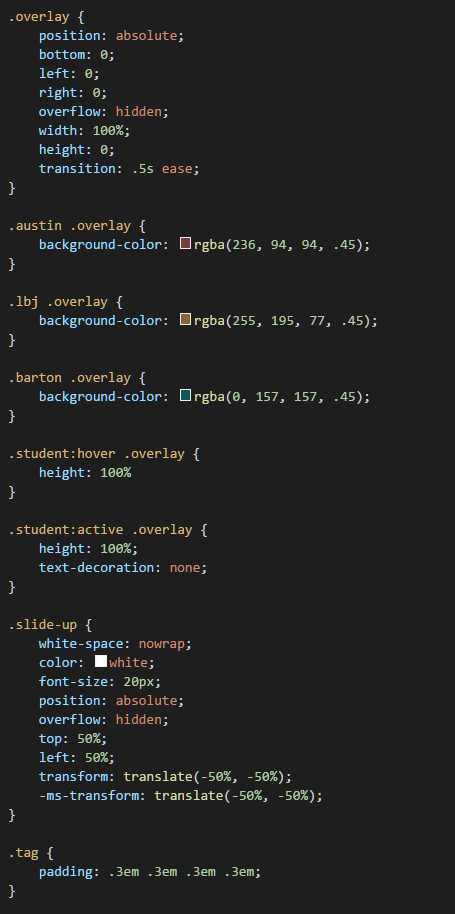 .overlay {
    position: absolute;
    bottom: 0;
    left: 0;
    right: 0;
    overflow: hidden;
    width: 100%;
    height: 0;
    transition: .5s ease;
}

.austin .overlay {
    background-color: rgba(236, 94, 94, .45);
}

.lbj .overlay {
    background-color: rgba(255, 195, 77, .45);
}

.barton .overlay {
    background-color: rgba(0, 157, 157, .45);
}

.student:hover .overlay {
    height: 100%
}

.student:active .overlay {
    height: 100%;
    text-decoration: none;
}

.slide-up {
    white-space: nowrap;
    color: white;
    font-size: 20px;
    position: absolute;
    overflow: hidden;
    top: 50%;
    left: 50%;
    transform: translate(-50%, -50%);
    -ms-transform: translate(-50%, -50%);
}

.tag {
    padding: .3em .3em .3em .3em;
}